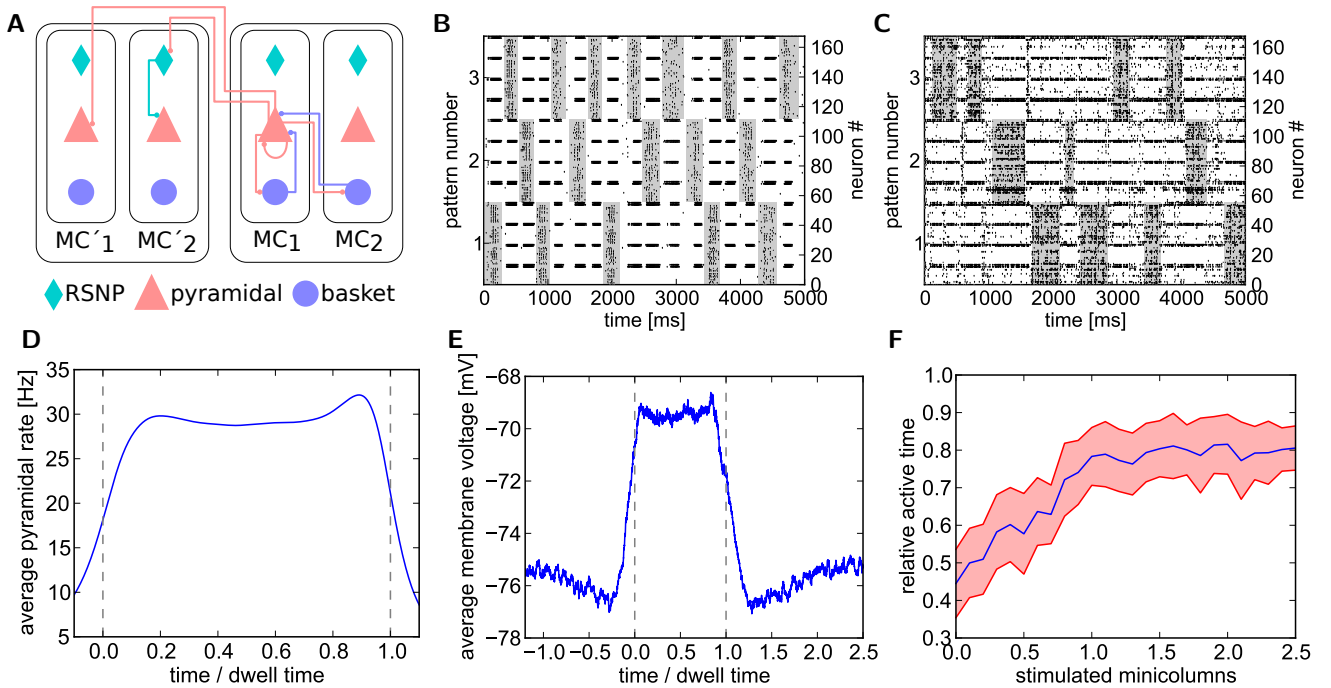 A
MC´1 MC´2 MC1 MC2
RSNP pyramidal basket
B
pattern number
3
2
1
160
140
120
100
80
60
40
20
0
neuron #
0 1000 2000 3000 4000 5000
time [ms]
C
pattern number
3
2
1
160
140
120
100
80
60
40
20
0
neuron #
0 1000 2000 3000 4000 5000
time [ms]
D
average pyramidal rate [Hz]
35
30
25
20
15
10
5
0.0 0.2 0.4 0.6 0.8 1.0
time / dwell time
E
average membrane voltage [mV]
−68
−70
−72
−74
−76
−78
−1.0 −0.5 0.0 0.5 1.0 1.5 2.0 2.5
time / dwell time
F
relative active time
1.0
0.9
0.8
0.7
0.6
0.5
0.4
0.3
0.0 0.5 1.0 1.5 2.0 2.5
stimulated minicolumns